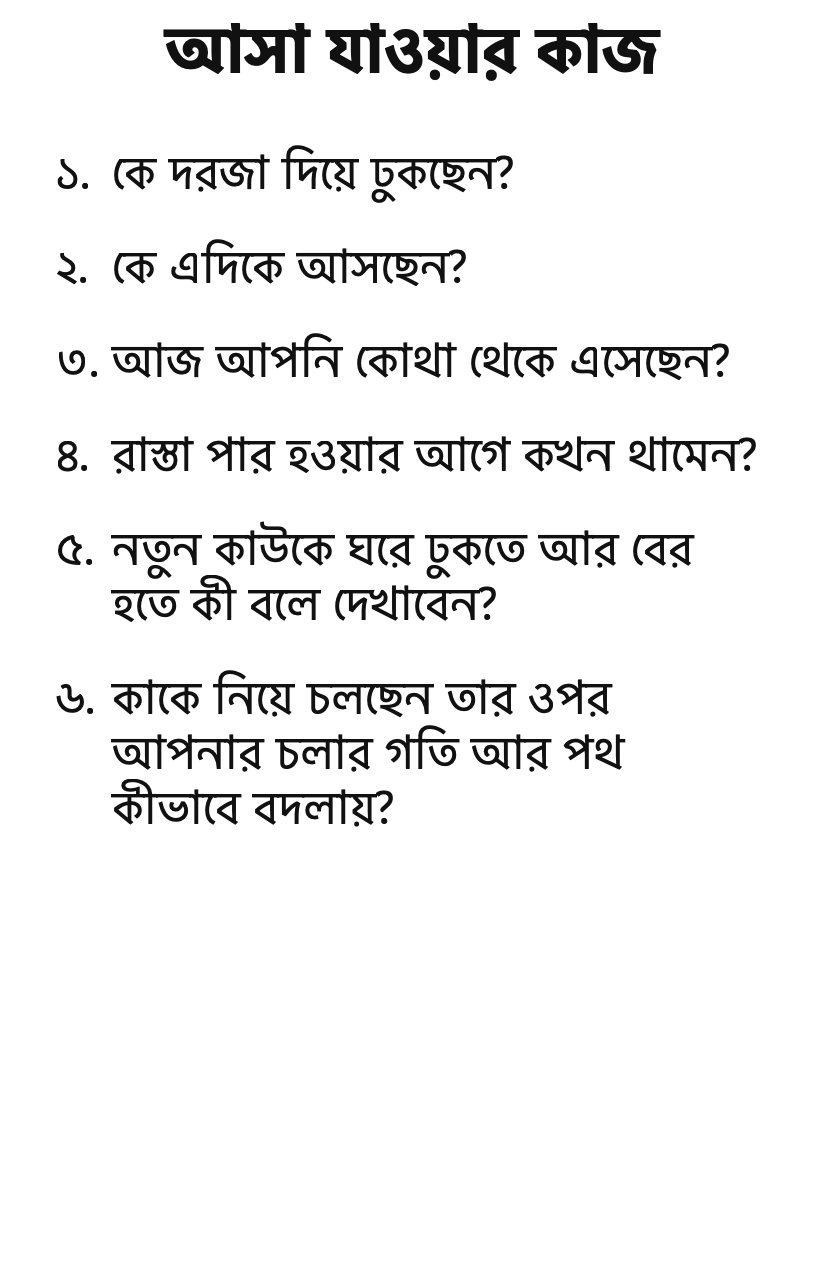 আসা যাওয়ার কাজ
১. কে দরজা দিয়ে ঢুকছেন?
২. কে এদিকে আসছেন?
৩. আজ আপনি কোথা থেকে এসেছেন?
৪. রাস্তা পার হওয়ার আগে কখন থামেন?
৫. নতুন কাউকে ঘরে ঢুকতে আর বের
হতে কী বলে দেখাবেন?
৬. কাকে নিয়ে চলছেন তার ওপর
আপনার চলার গতি আর পথ
কীভাবে বদলায়?